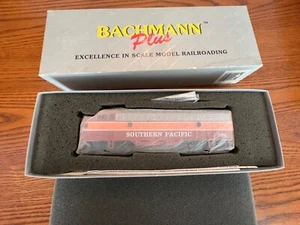 BACHMANN
Plus
EXCELLENCE IN SCALE MODEL RAILROADING
SOUTHERN PACIFIC